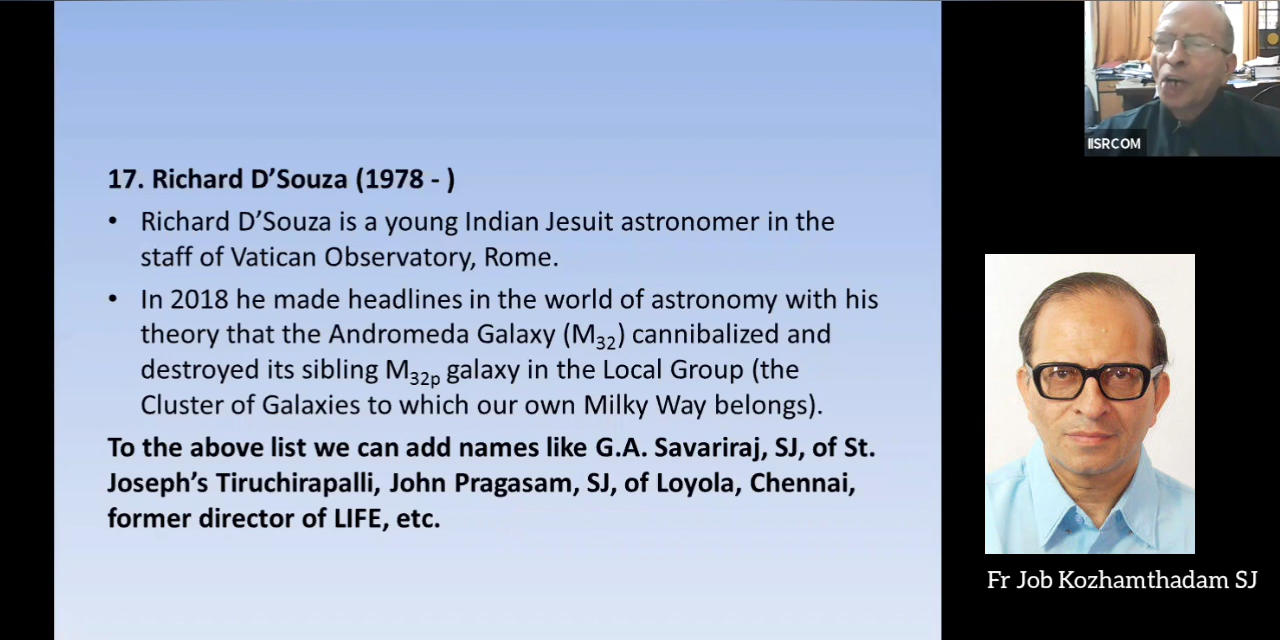 17. Richard D’Souza (1978 - )
• Richard D’Souza is a young Indian Jesuit astronomer in the
staff of Vatican Observatory, Rome.
• In 2018 he made headlines in the world of astronomy with his
theory that the Andromeda Galaxy (M32) cannibalized and
destroyed its sibling M32p galaxy in the Local Group (the
Cluster of Galaxies to which our own Milky Way belongs).
To the above list we can add names like G.A. Savariraj, SJ, of St.
Joseph’s Tiruchirapalli, John Pragasam, SJ, of Loyola, Chennai,
former director of LIFE, etc.
IISRCOM
Fr Job Kozhamthadam SJ